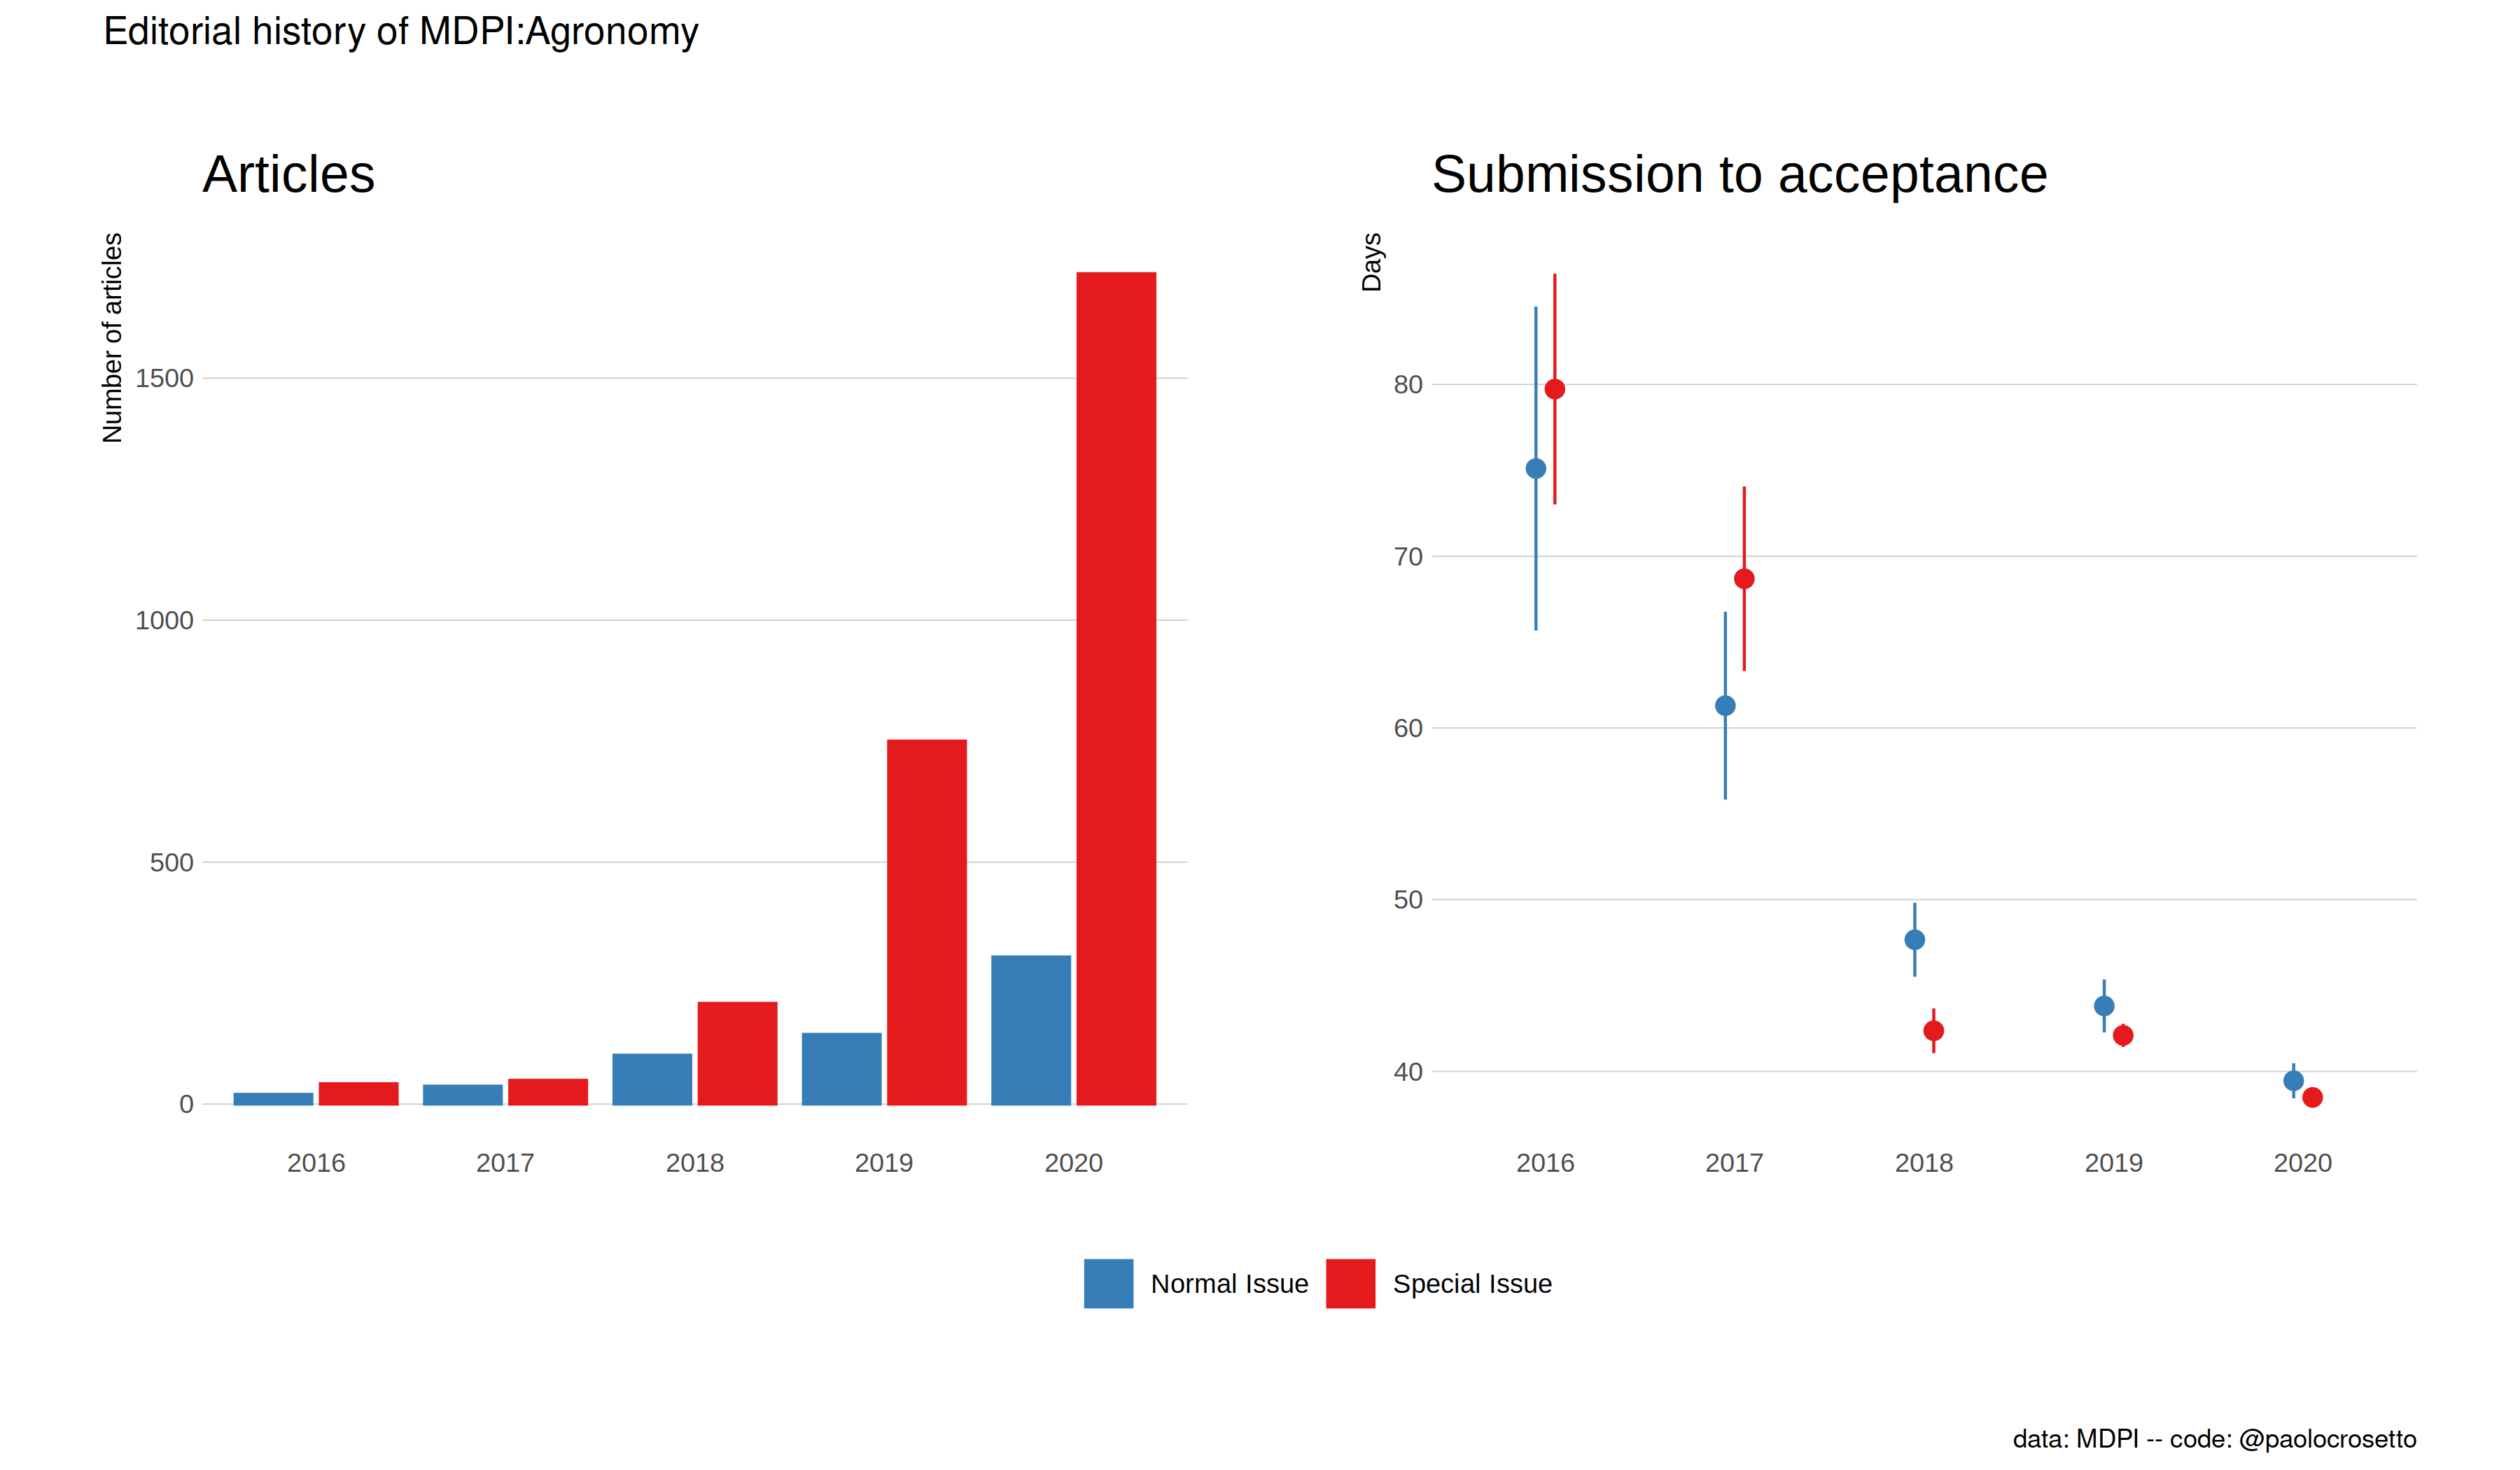 Editorial history of MDPI:Agronomy
Articles
Number of articles
1500
1000
500
0
2016 2017 2018 2019 2020
Submission to acceptance
Days
80
70
60
50
40
2016 2017 2018 2019 2020
Normal Issue Special Issue
data: MDPI -- code: @paolocrosetto